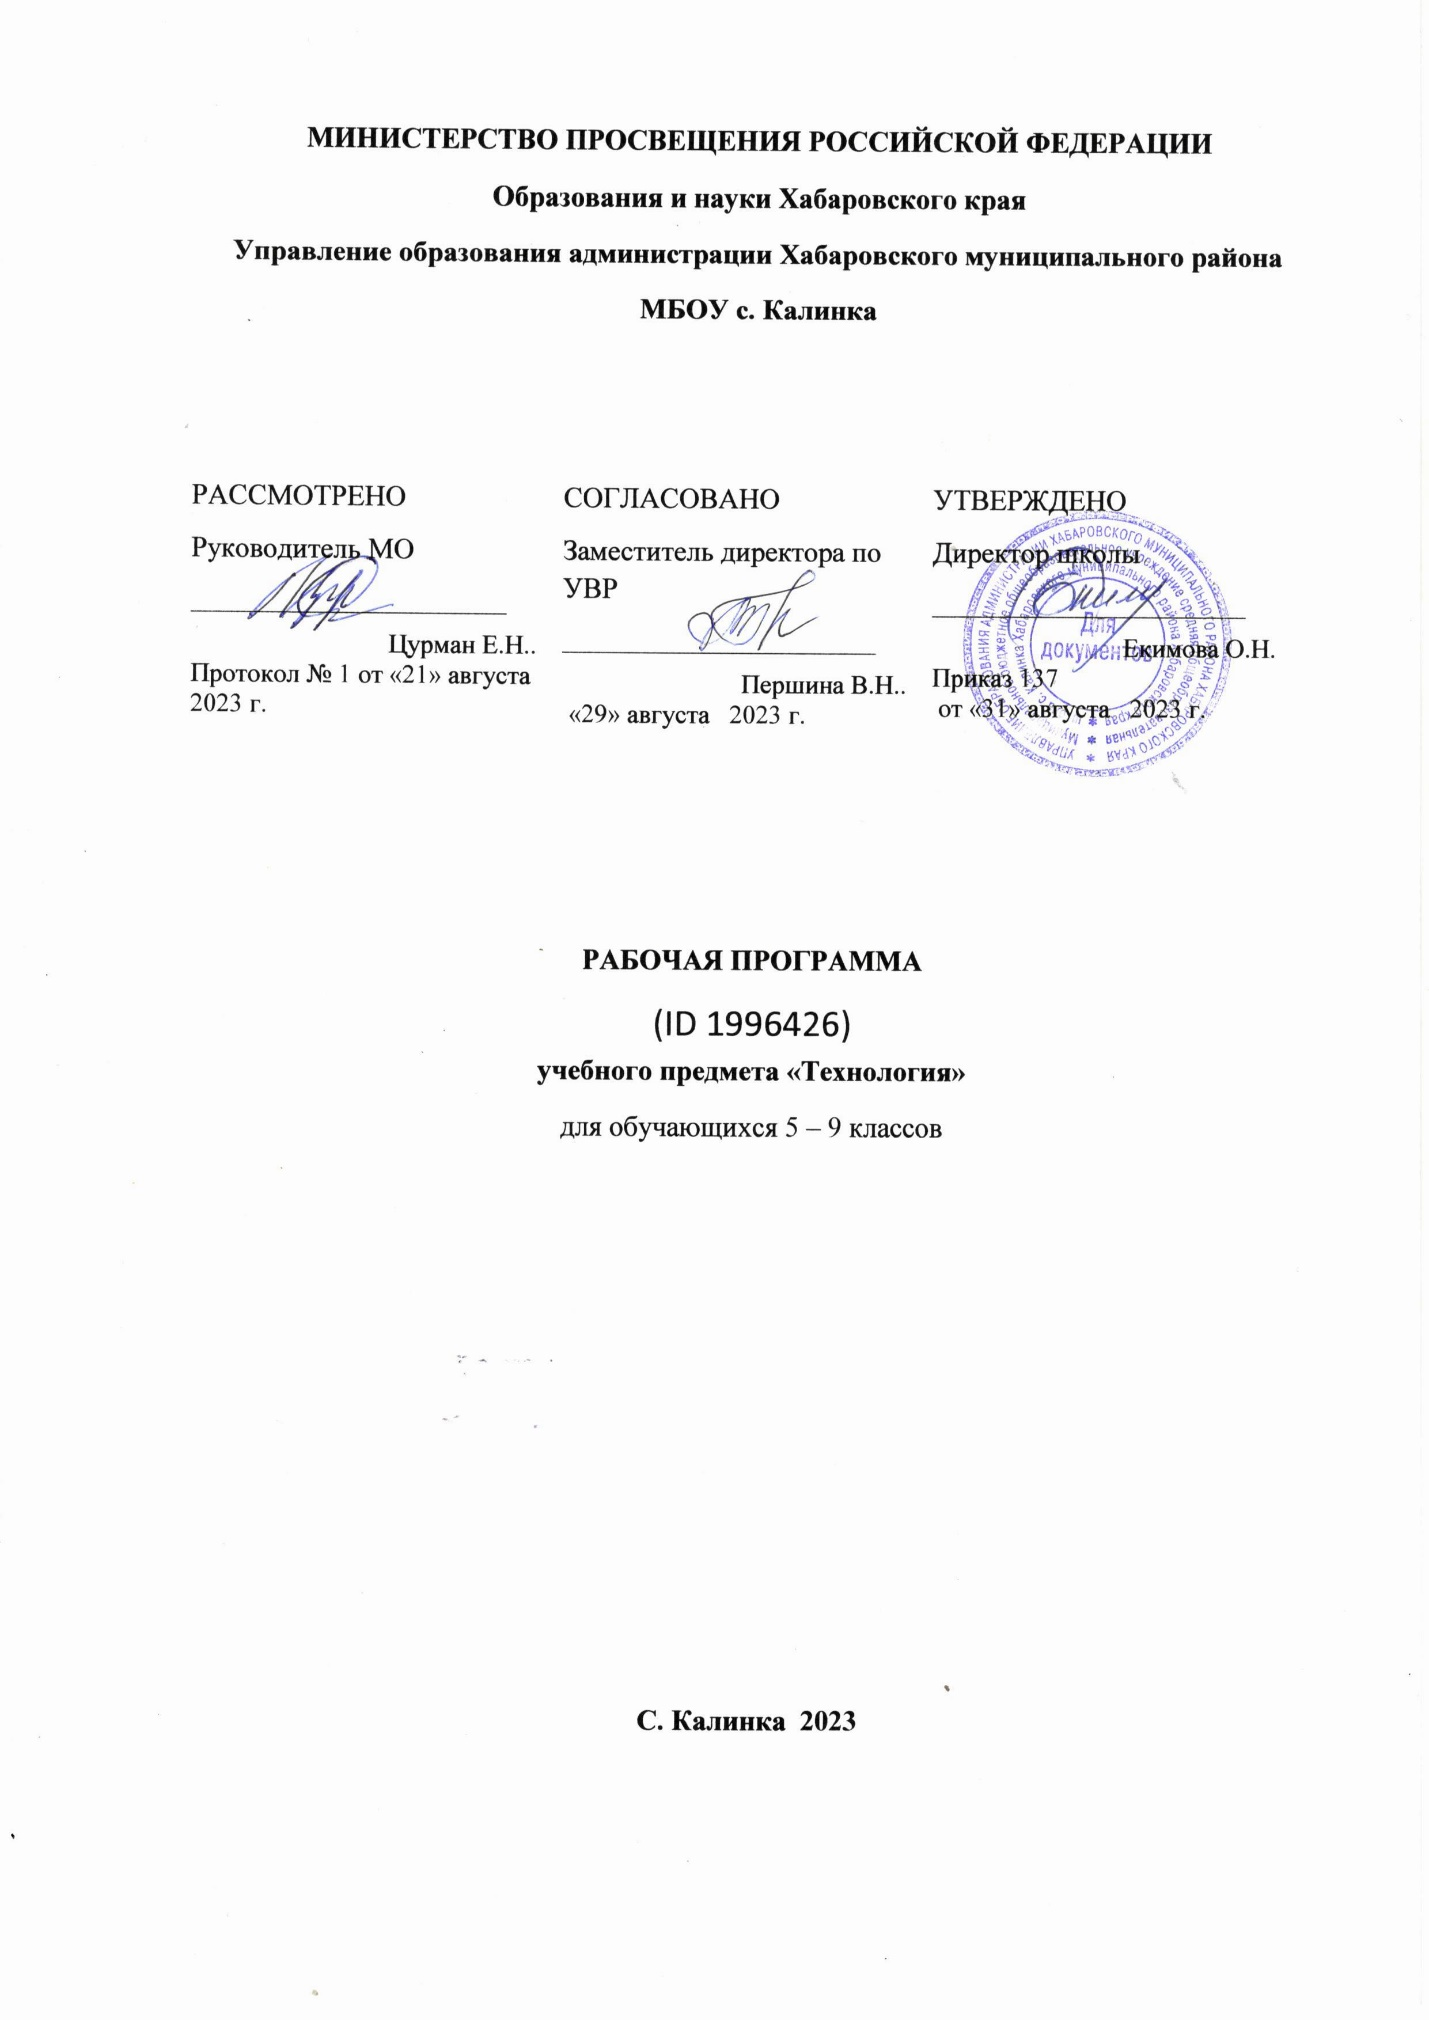 МИНИСТЕРСТВО ПРОСВЕЩЕНИЯ РОССИЙСКОЙ ФЕДЕРАЦИИ
Образования и науки Хабаровского края
Управление образования администрации Хабаровского муниципального района
МБОУ с. Калинка
РАССМОТРЕНО
Руководитель МО
Цурман Е.Н..
Протокол № 1 от «21» августа
2023 г.
СОГЛАСОВАНО
Заместитель директора по
УВР
Першина В.Н..
«29» августа 2023 г.
УТВЕРЖДЕНО
Директор школы
Екимова О.Н.
Приказ 137
от «31» августа 2023 г.
Для
документов
РАБОЧАЯ ПРОГРАММА
(ID 1996426)
учебного предмета «Технология»
для обучающихся 5 – 9 классов
С. Калинка 2023